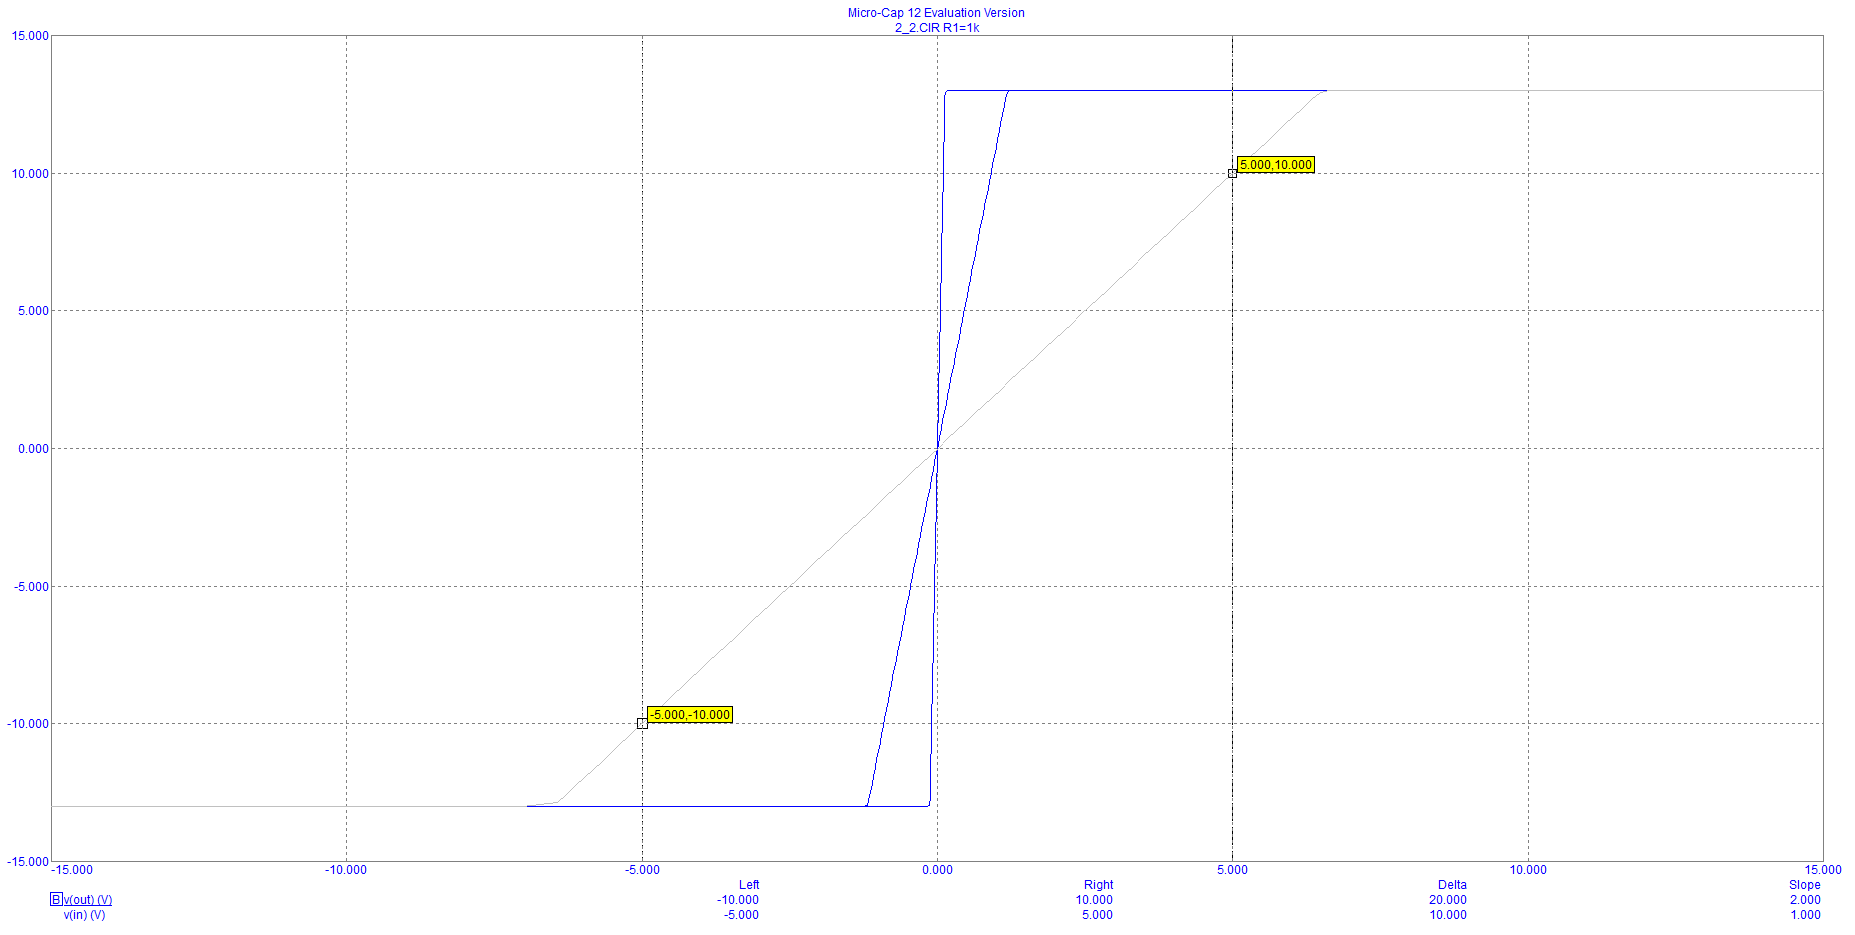 Micro-Cap 12 Evaluation Version
2_2.CIR R1=1k
15.000
10.000
5.000
0.000
-5.000
-10.000
-15.000
5.000,10.000
-5.000,-10.000
-15.000 -10.000 -5.000 0.000 5.000 10.000 15.000
Left Right Delta Slope
B v(out) (V) -10.000 10.000 20.000 2.000
v(in) (V) -5.000 5.000 10.000 1.000